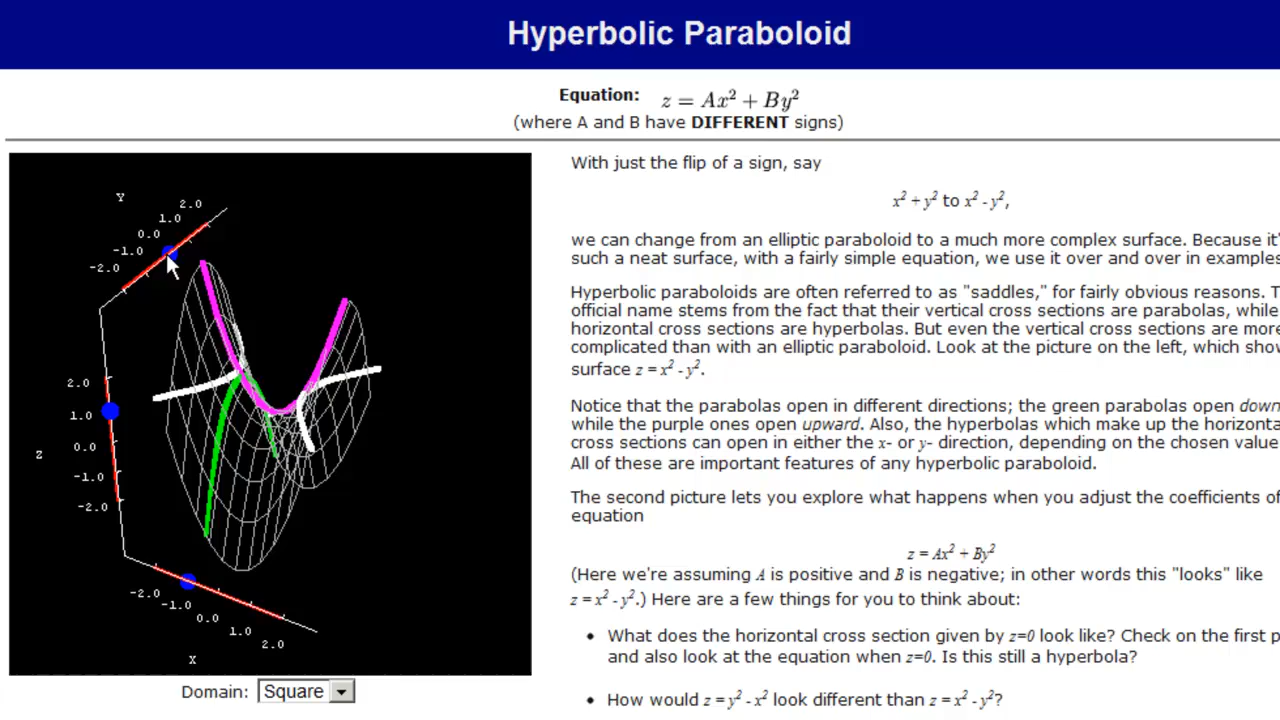 Hyperbolic Paraboloid
Equation: z = Ax² + By²
(where A and B have DIFFERENT signs)
With just the flip of a sign, say
x² + y² to x² - y²,
we can change from an elliptic paraboloid to a much more complex surface. Because it'
such a neat surface, with a fairly simple equation, we use it over and over in examples
Hyperbolic paraboloids are often referred to as "saddles," for fairly obvious reasons. T
official name stems from the fact that their vertical cross sections are parabolas, while
horizontal cross sections are hyperbolas. But even the vertical cross sections are more
complicated than with an elliptic paraboloid. Look at the picture on the left, which show
surface z = x² - y².
Notice that the parabolas open in different directions; the green parabolas open down
while the purple ones open upward. Also, the hyperbolas which make up the horizonta
cross sections can open in either the x- or y- direction, depending on the chosen value
All of these are important features of any hyperbolic paraboloid.
The second picture lets you explore what happens when you adjust the coefficients of
equation
z = Ax² + By²
(Here we're assuming A is positive and B is negative; in other words this "looks" like
z = x² - y².) Here are a few things for you to think about:
• What does the horizontal cross section given by z=0 look like? Check on the first p
and also look at the equation when z=0. Is this still a hyperbola?
• How would z = y² - x² look different than z = x² - y²?
Y
2.0
1.0
0.0
-1.0
-2.0
2.0
1.0
0.0
z
-1.0
-2.0
-2.0
-1.0
0.0
1.0
2.0
X
Domain: Square